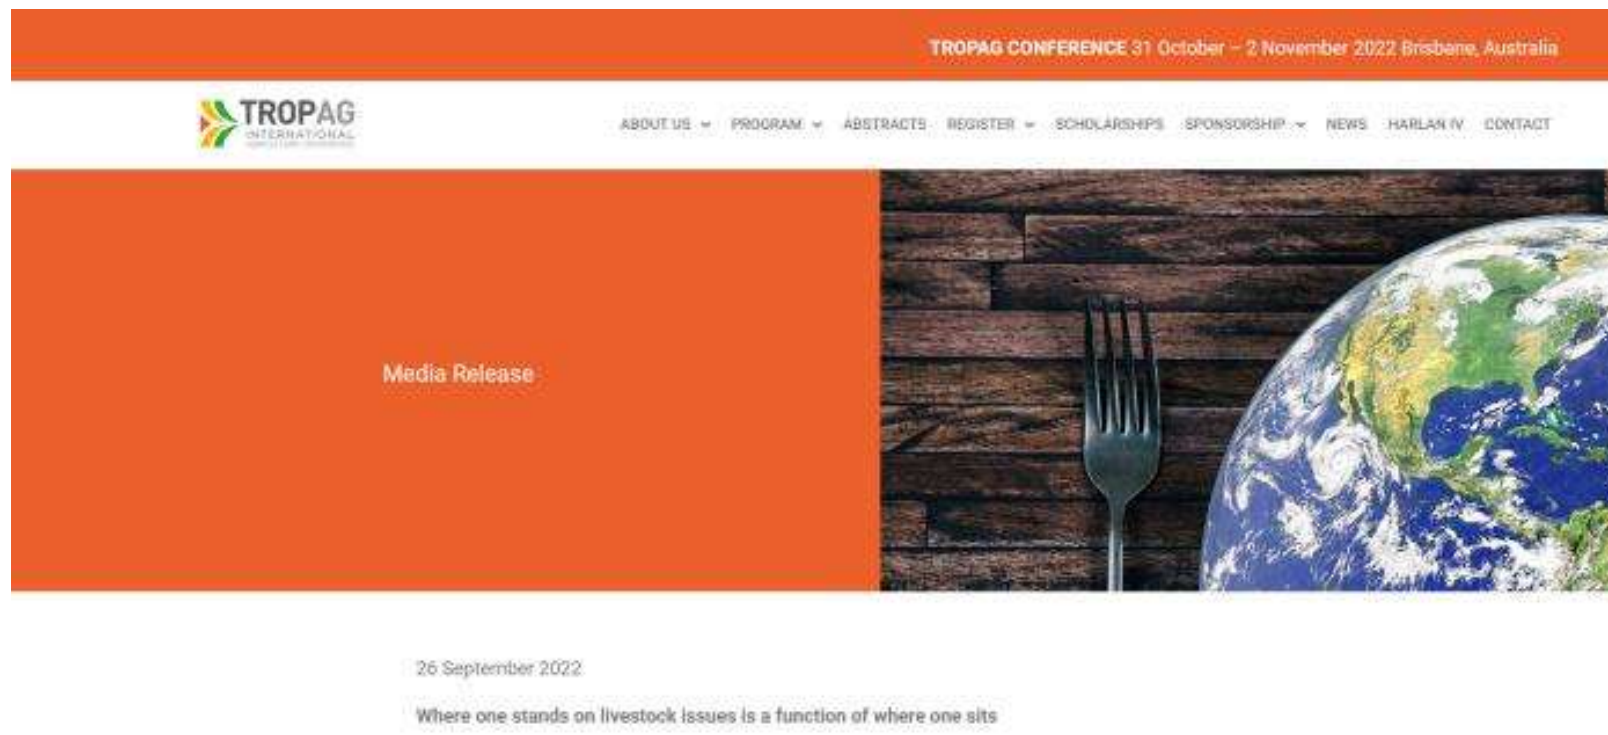 TROPAG CONFERENCE 31 October – 2 November 2022 Brisbane, Australia
TROPAG
INTERNATIONAL
ABOUT US PROGRAM ABSTRACTS REGISTER SCHOLARSHIPS SPONSORSHIP NEWS HARLAN IV CONTACT
Media Release
26 September 2022
Where one stands on livestock issues is a function of where one sits